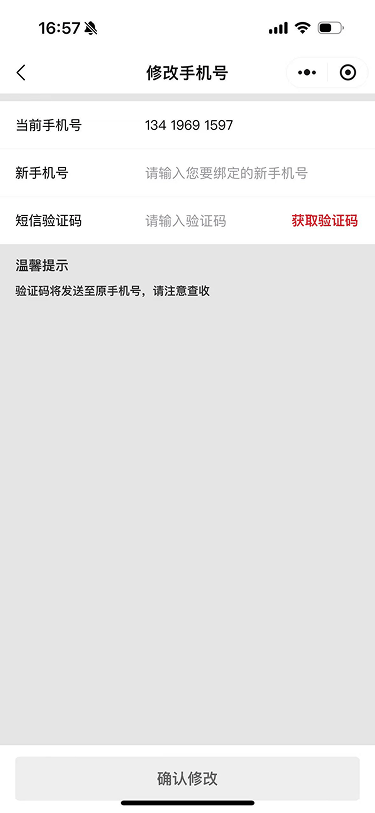 16:57
修改手机号
当前手机号 134 1969 1597
新手机号 请输入您要绑定的新手机号
短信验证码 请输入验证码 获取验证码
温馨提示
验证码将发送至原手机号，请注意查收
确认修改